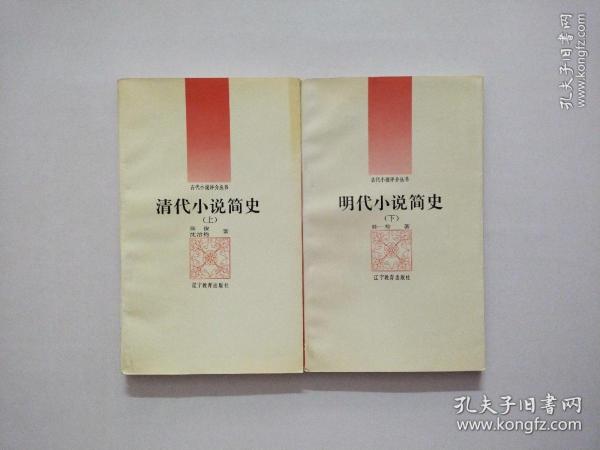 孔夫子旧书网
www.kongfz.com
古代小说评介丛书
清代小说简史
(上)
张 俊
沈治钧
著
辽宁教育出版社
古代小说评介丛书
明代小说简史
(下)
著
辽宁教育出版社
孔夫子旧书网
www.kongfz.com